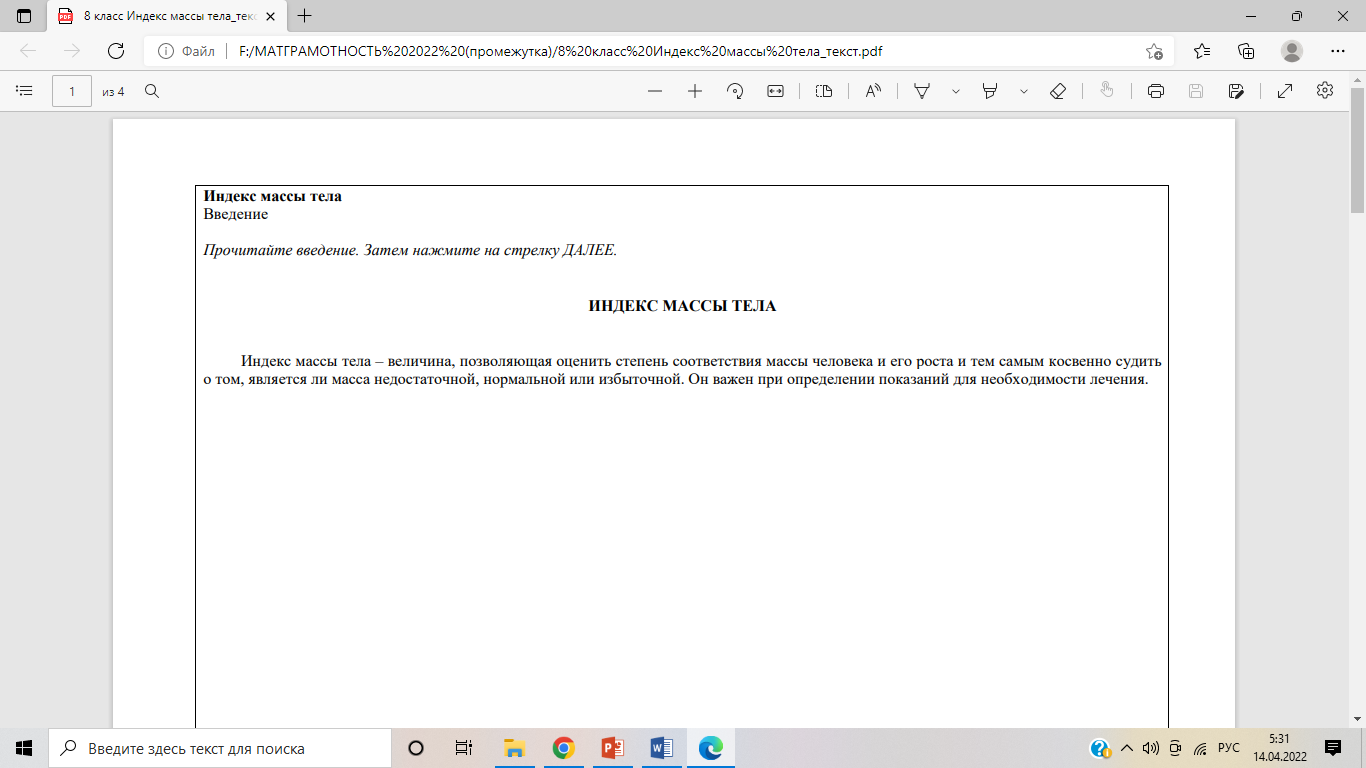 8 класс Индекс массы тела_текс
Файл
F:/МАТГРАМОТНОСТЬ%202022%20(промежутка)/8%20класс%20Индекс%20массы%20тела_текст.pdf
1 из 4
Индекс массы тела
Введение
Прочитайте введение. Затем нажмите на стрелку ДАЛЕЕ.
ИНДЕКС МАССЫ ТЕЛА
Индекс массы тела – величина, позволяющая оценить степень соответствия массы человека и его роста и тем самым косвенно судить
о том, является ли масса недостаточной, нормальной или избыточной. Он важен при определении показаний для необходимости лечения.
Введите здесь текст для поиска
РУС
5:31
14.04.2022